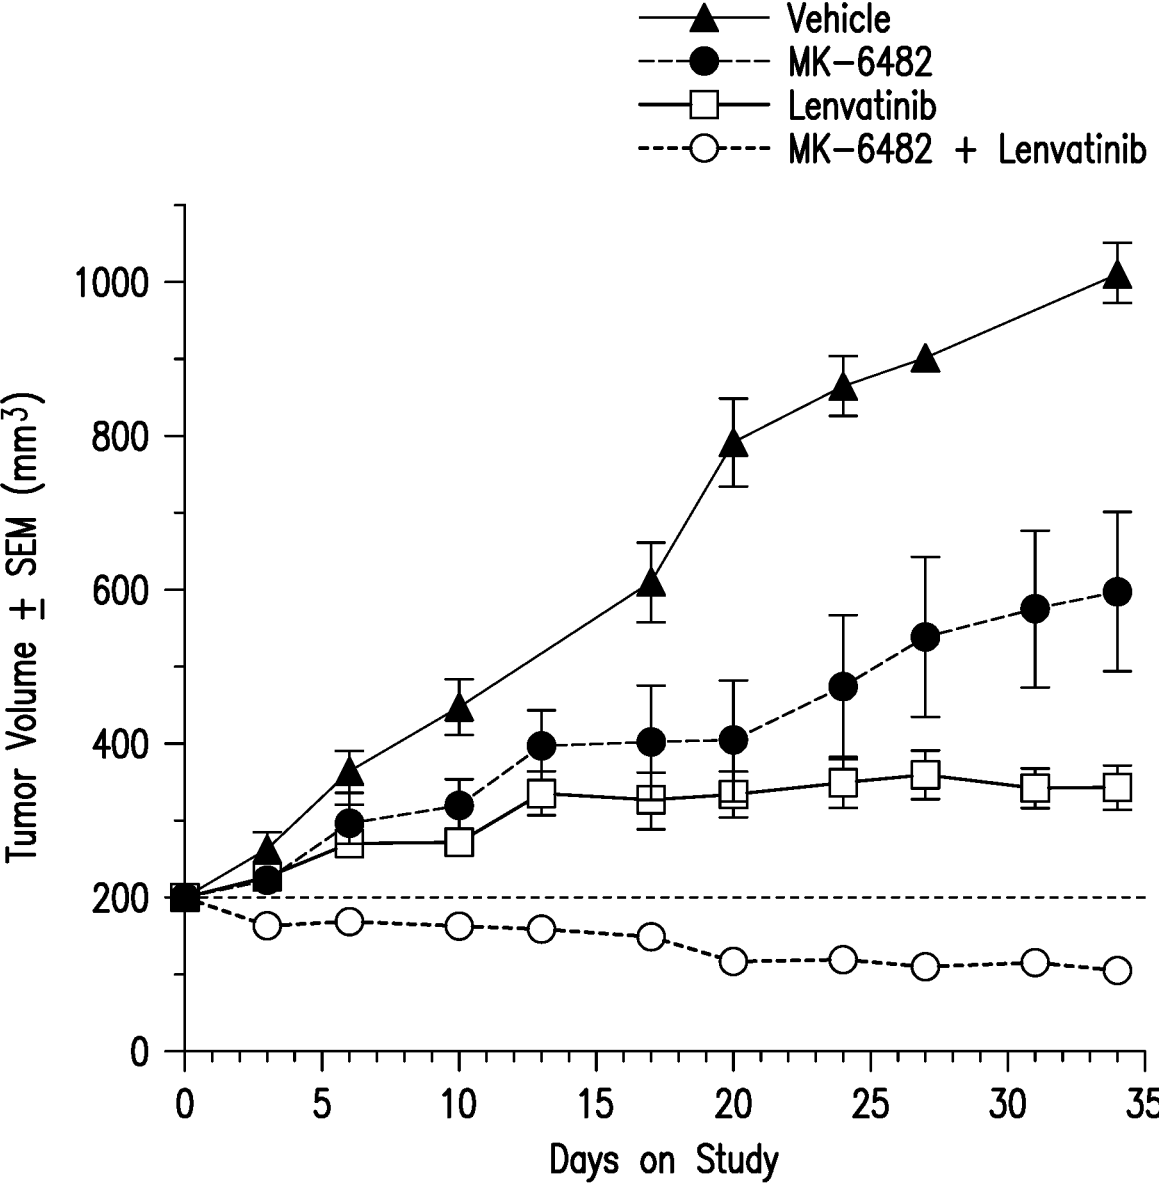 Vehicle
MK-6482
Lenvatinib
MK-6482 + Lenvatinib
Tumor Volume ± SEM (mm³)
1000
800
600
400
200
0
0 5 10 15 20 25 30 35
Days on Study